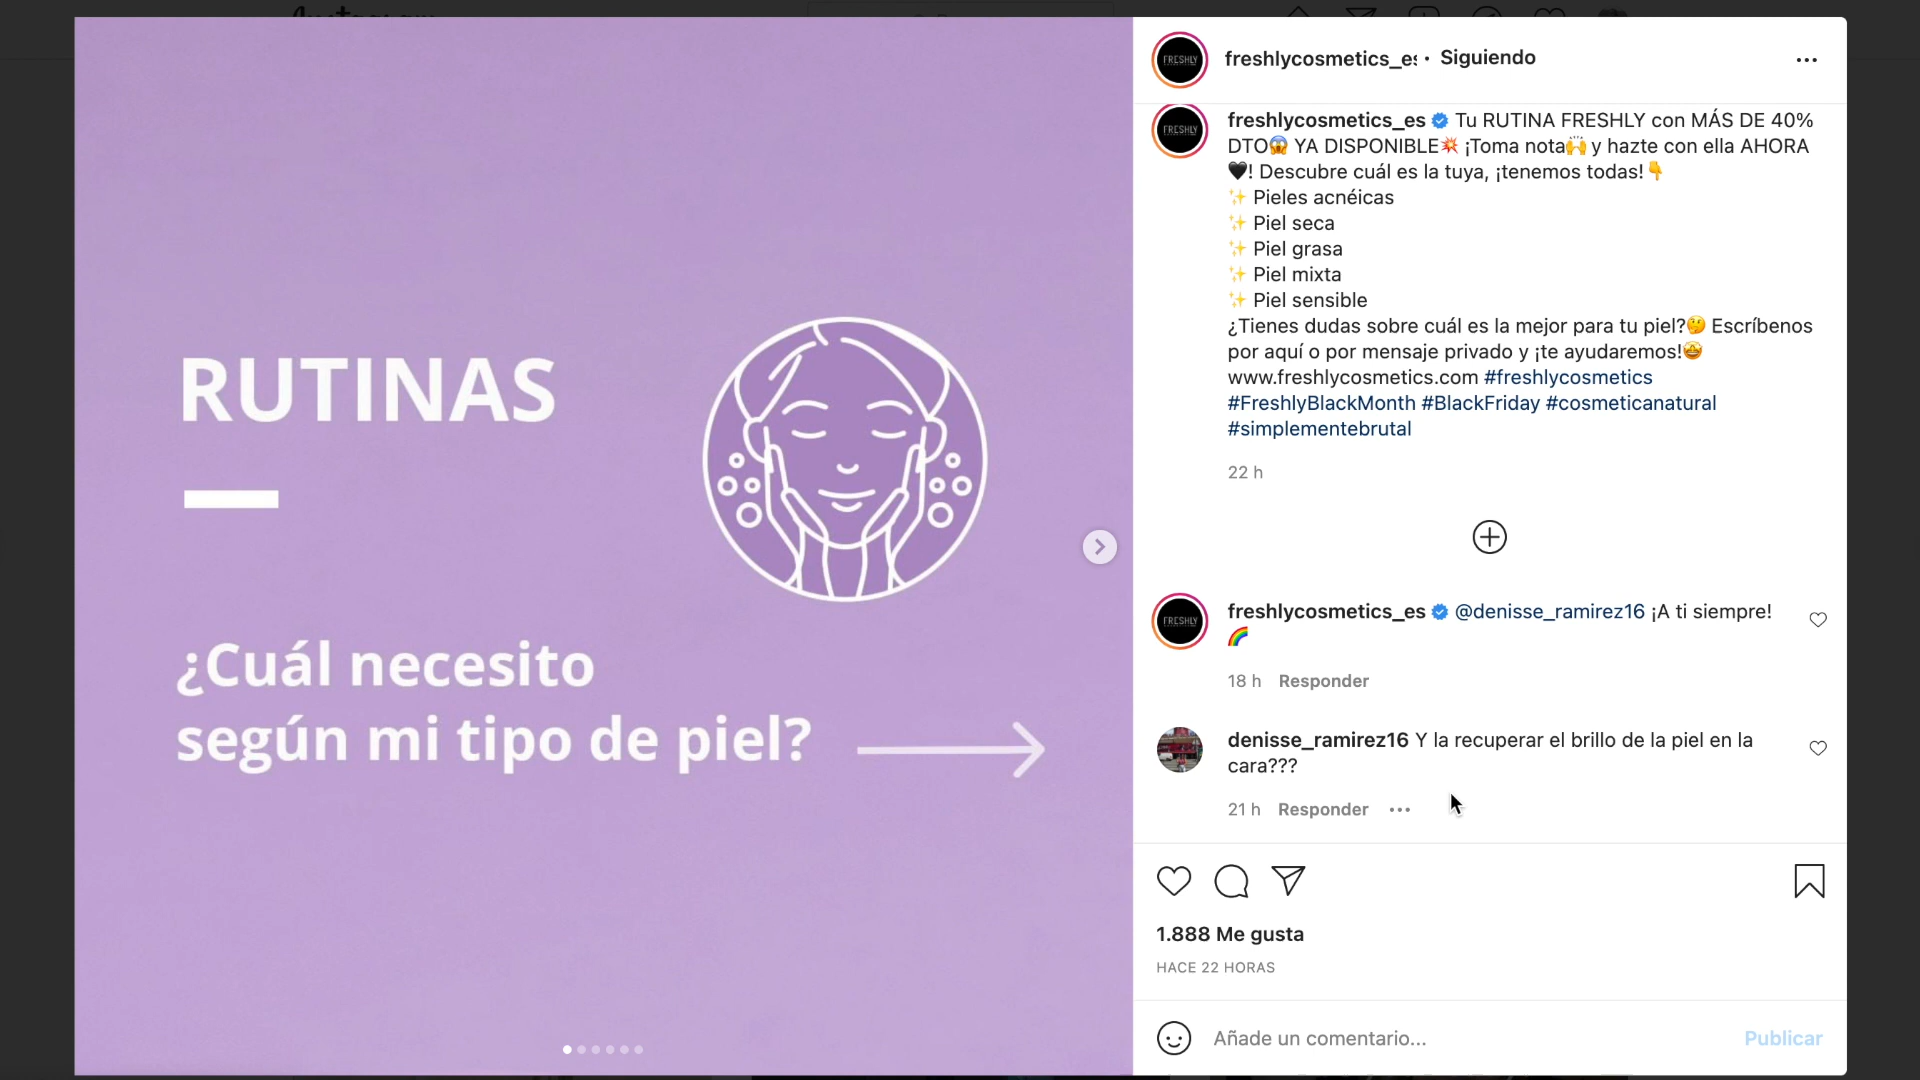 RUTINAS
¿Cuál necesito
según mi tipo de piel?
FRESHLY
freshlycosmetics_es · Siguiendo
FRESHLY
freshlycosmetics_es Tu RUTINA FRESHLY con MÁS DE 40%
DTO😱 YA DISPONIBLE💥 ¡Toma nota🙌 y hazte con ella AHORA
🖤! Descubre cuál es la tuya, ¡tenemos todas!👇
✨ Pieles acnéicas
✨ Piel seca
✨ Piel grasa
✨ Piel mixta
✨ Piel sensible
¿Tienes dudas sobre cuál es la mejor para tu piel?🤔 Escríbenos
por aquí o por mensaje privado y ¡te ayudaremos!🤩
www.freshlycosmetics.com #freshlycosmetics
#FreshlyBlackMonth #BlackFriday #cosmeticanatural
#simplementebrutal
22 h
FRESHLY
freshlycosmetics_es @denisse_ramirez16 ¡A ti siempre!
🌈
18 h Responder
denisse_ramirez16 Y la recuperar el brillo de la piel en la
cara???
21 h Responder
1.888 Me gusta
HACE 22 HORAS
Añade un comentario... Publicar